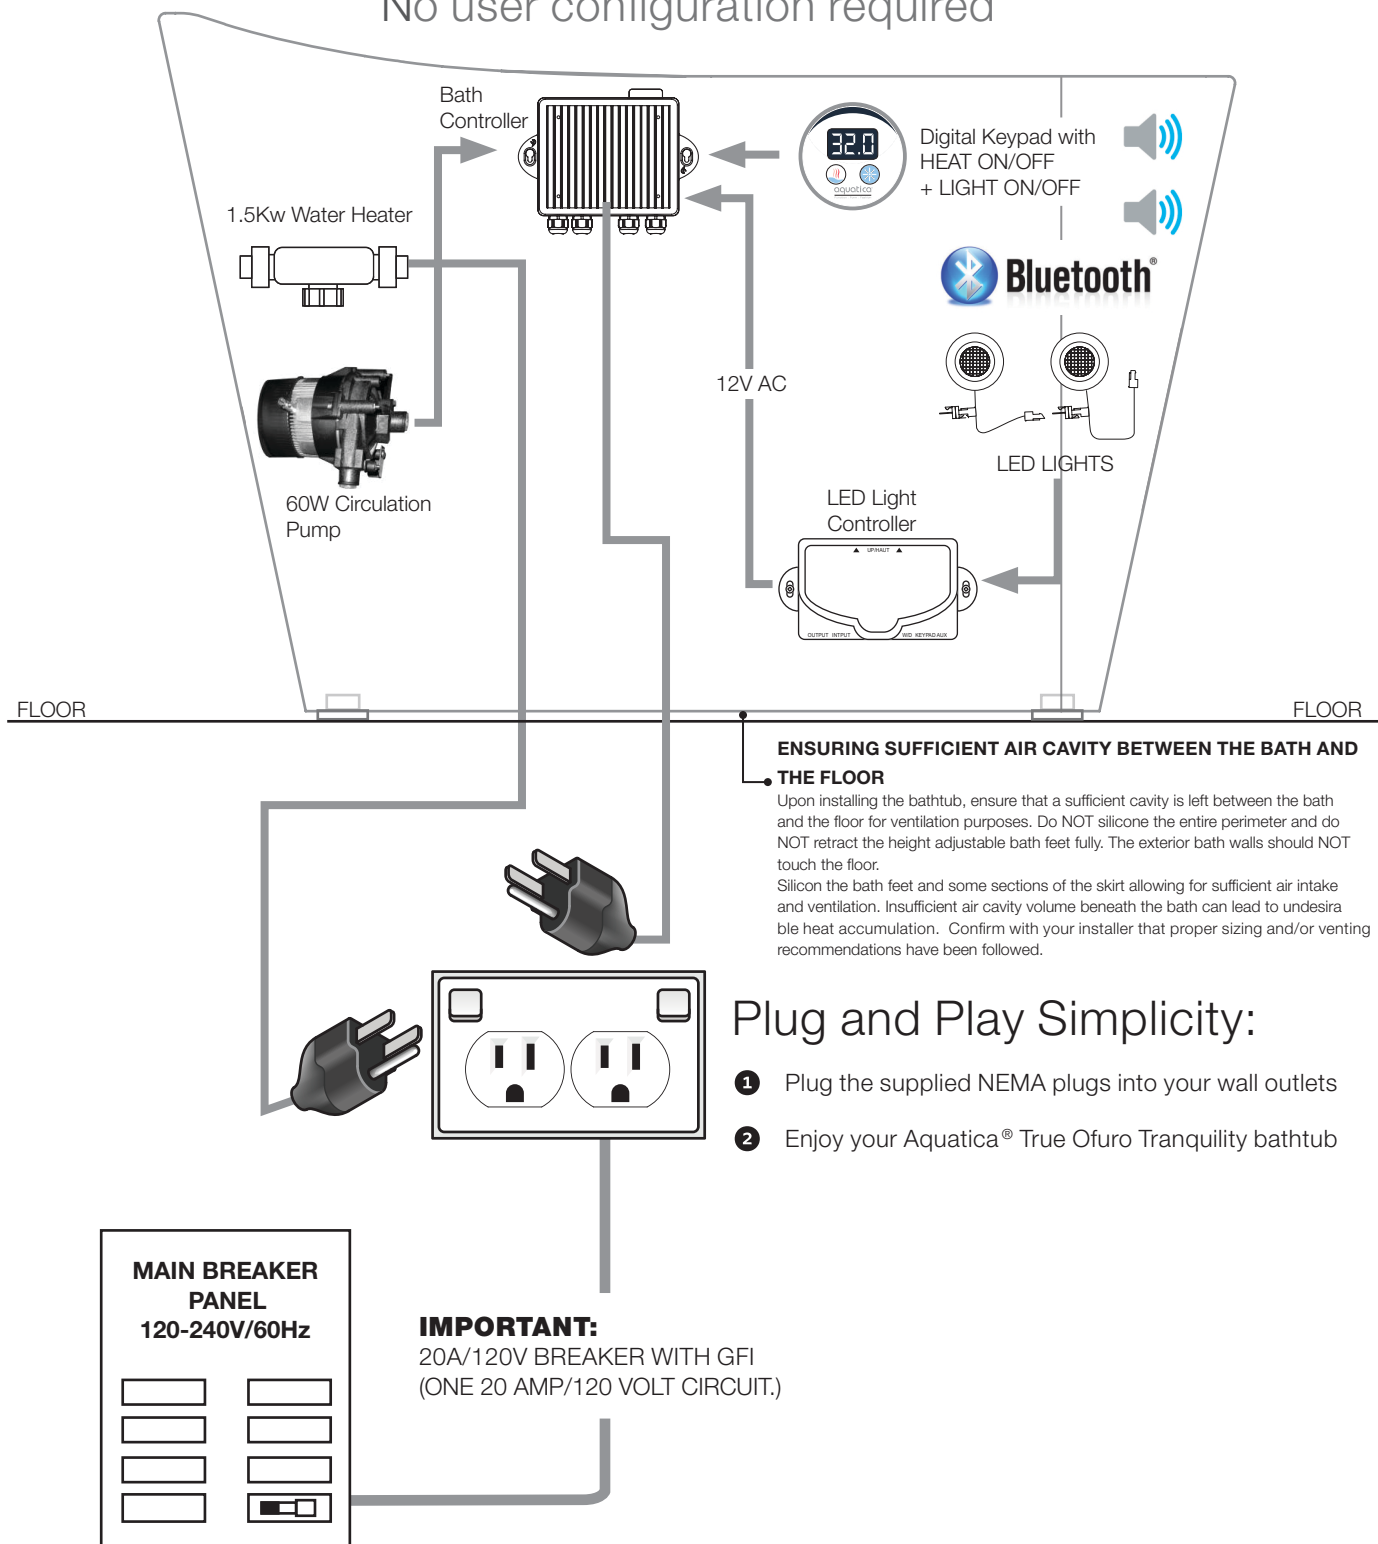 No user configuration required
Bath
Controller
32.0
aquatica
Digital Keypad with
HEAT ON/OFF
+ LIGHT ON/OFF
1.5Kw Water Heater
Bluetooth®
12V AC
LED LIGHTS
60W Circulation
Pump
LED Light
Controller
UP/HAUT
OUTPUT INTPUT W/D KEYPAD AUX
FLOOR
FLOOR
ENSURING SUFFICIENT AIR CAVITY BETWEEN THE BATH AND
THE FLOOR
Upon installing the bathtub, ensure that a sufficient cavity is left between the bath
and the floor for ventilation purposes. Do NOT silicone the entire perimeter and do
NOT retract the height adjustable bath feet fully. The exterior bath walls should NOT
touch the floor.
Silicon the bath feet and some sections of the skirt allowing for sufficient air intake
and ventilation. Insufficient air cavity volume beneath the bath can lead to undesira
ble heat accumulation. Confirm with your installer that proper sizing and/or venting
recommendations have been followed.
Plug and Play Simplicity:
1 Plug the supplied NEMA plugs into your wall outlets
2 Enjoy your Aquatica® True Ofuro Tranquility bathtub
MAIN BREAKER
PANEL
120-240V/60Hz
IMPORTANT:
20A/120V BREAKER WITH GFI
(ONE 20 AMP/120 VOLT CIRCUIT.)